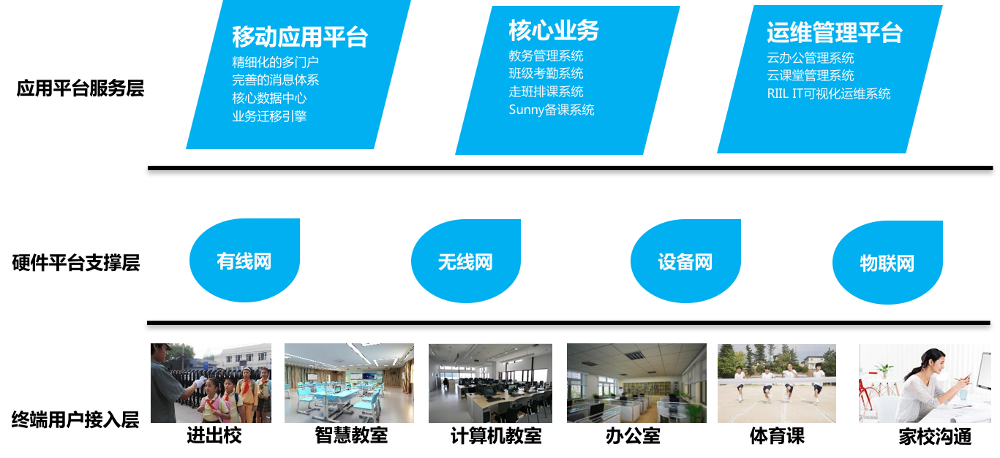 应用平台服务层
移动应用平台
精细化的多门户
完善的消息体系
核心数据中心
业务迁移引擎
核心业务
教务管理系统
班级考勤系统
走班排课系统
Sunny备课系统
运维管理平台
云办公管理系统
云课堂管理系统
RIIL IT可视化运维系统
硬件平台支撑层
有线网
无线网
设备网
物联网
终端用户接入层
进出校
智慧教室
计算机教室
办公室
体育课
家校沟通